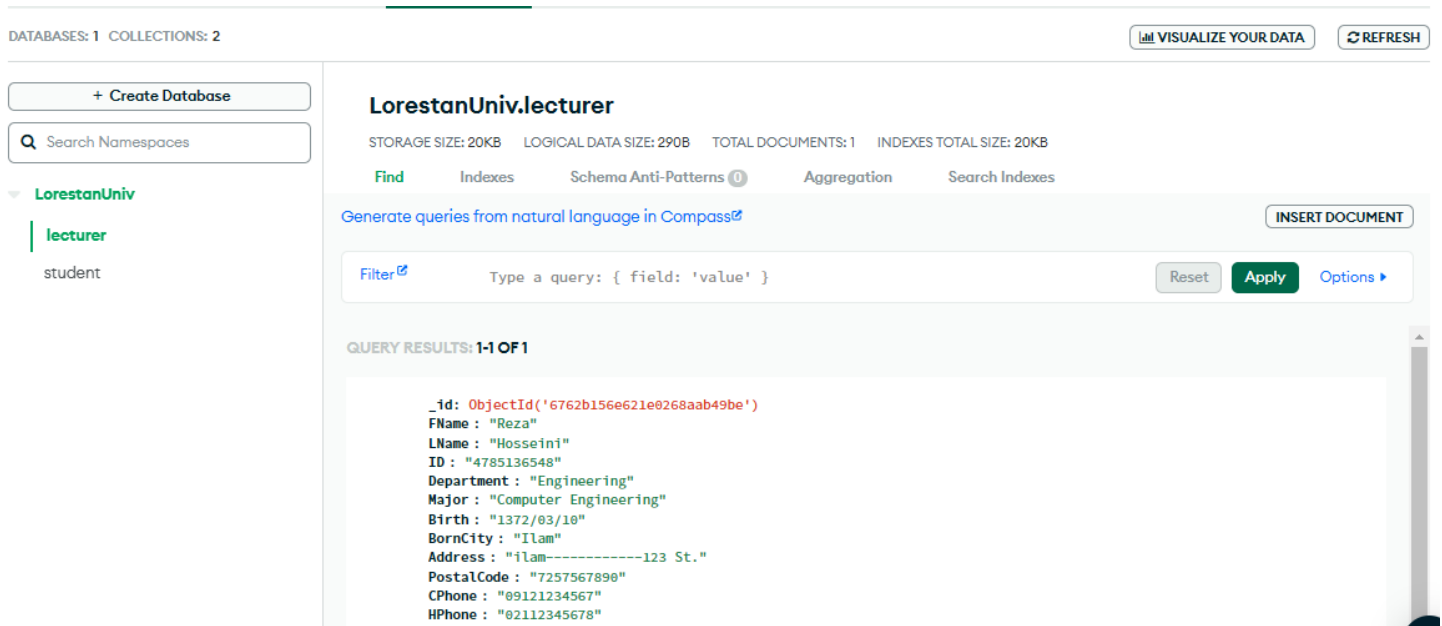 DATABASES: 1 COLLECTIONS: 2
VISUALIZE YOUR DATA
REFRESH
+ Create Database
Search Namespaces
LorestanUniv
lecturer
student
LorestanUniv.lecturer
STORAGE SIZE: 20KB LOGICAL DATA SIZE: 290B TOTAL DOCUMENTS: 1 INDEXES TOTAL SIZE: 20KB
Find Indexes Schema Anti-Patterns 0 Aggregation Search Indexes
Generate queries from natural language in Compass
INSERT DOCUMENT
Filter Type a query: { field: 'value' } Reset Apply Options
QUERY RESULTS: 1-1 OF 1
_id: ObjectId('6762b156e621e0268aab49be')
FName : "Reza"
LName : "Hosseini"
ID : "4785136548"
Department : "Engineering"
Major : "Computer Engineering"
Birth : "1372/03/10"
BornCity : "Ilam"
Address : "ilam------------123 St."
PostalCode : "7257567890"
CPhone : "09121234567"
HPhone : "02112345678"